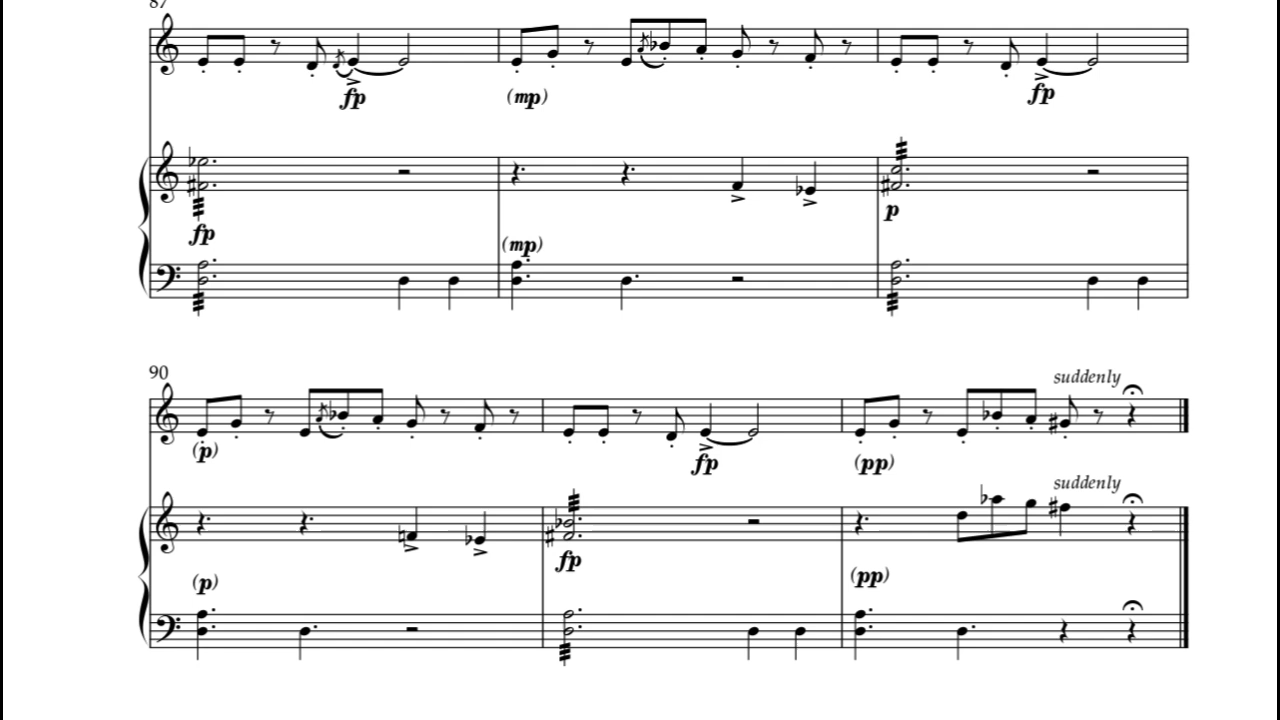 87
fp
(mp)
fp
fp
(mp)
p
90
suddenly
(p)
fp
(pp)
suddenly
fp
(p)
(pp)